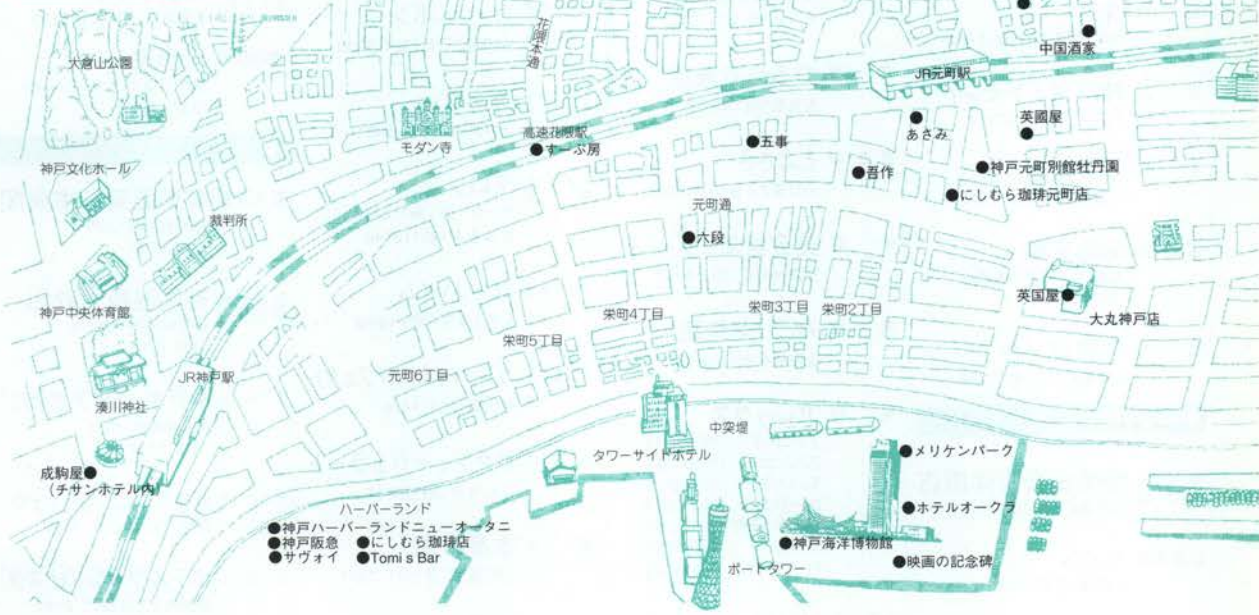 大倉山公園
花隈本通
中国酒家
JR元町駅
高速花隈駅
●すーぷ房
モダン寺
●五事
あさみ
英國屋
●吾作
●神戸元町別館牡丹園
●にしむら珈琲元町店
神戸文化ホール
裁判所
元町通
●六段
神戸中央体育館
英国屋●
大丸神戸店
栄町5丁目
栄町4丁目
栄町3丁目
栄町2丁目
JR神戸駅
元町6丁目
湊川神社
中突堤
タワーサイドホテル
●メリケンパーク
成駒屋●
(チサンホテル内)
ハーバーランド
●神戸ハーバーランドニューオータニ
●神戸阪急 ●にしむら珈琲店
●サヴォイ ●Tomi s Bar
●ホテルオークラ
●神戸海洋博物館
●映画の記念碑
ポートタワー